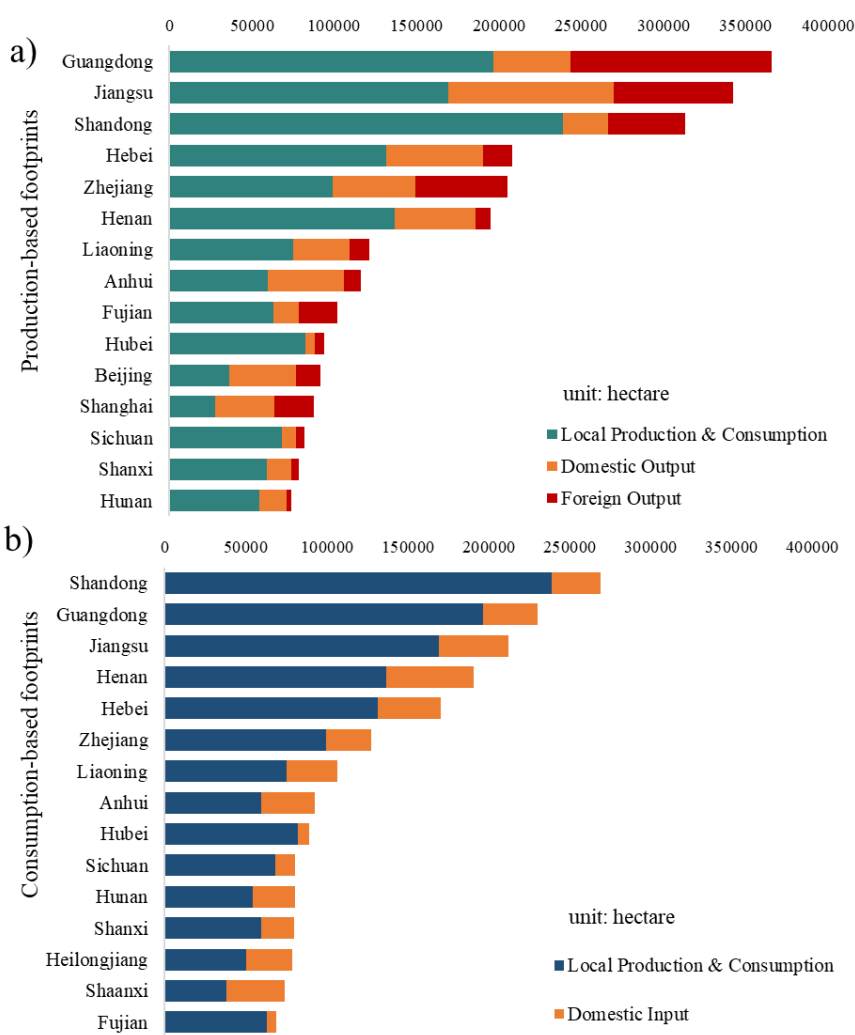 0 50000 100000 150000 200000 250000 300000 350000 400000
a)
Production-based footprints
Guangdong
Jiangsu
Shandong
Hebei
Zhejiang
Henan
Liaoning
Anhui
Fujian
Hubei
Beijing
Shanghai
Sichuan
Shanxi
Hunan
unit: hectare
Local Production & Consumption
Domestic Output
Foreign Output
b)
0 50000 100000 150000 200000 250000 300000 350000 400000
Consumption-based footprints
Shandong
Guangdong
Jiangsu
Henan
Hebei
Zhejiang
Liaoning
Anhui
Hubei
Sichuan
Hunan
Shanxi
Heilongjiang
Shaanxi
Fujian
unit: hectare
Local Production & Consumption
Domestic Input